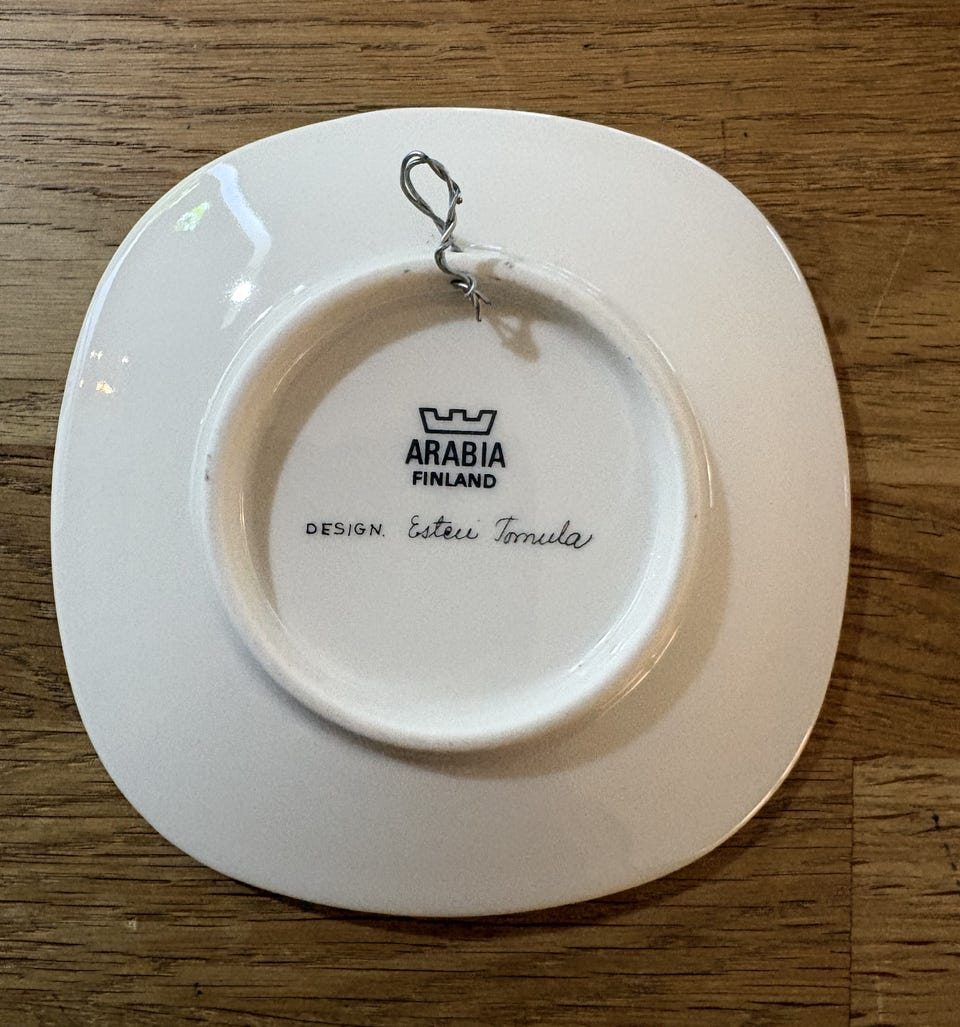 ARABIA
FINLAND
DESIGN. Esteri Tomula